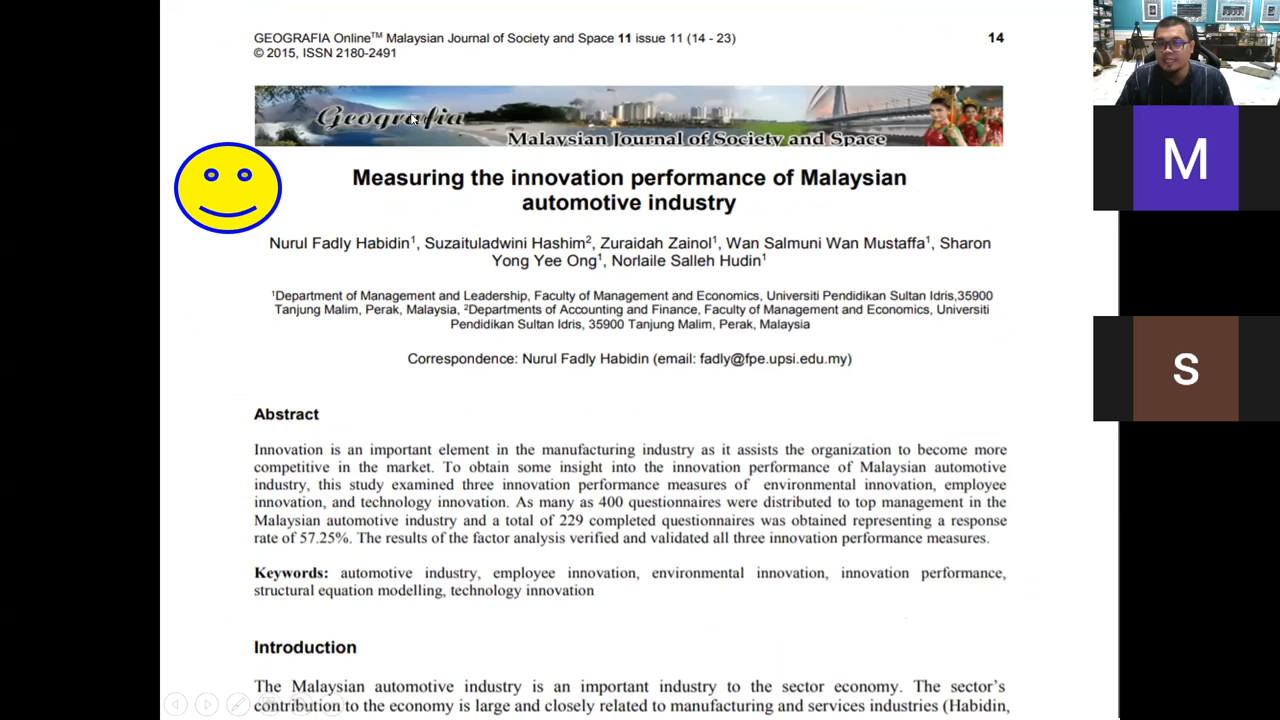 GEOGRAFIA Online™ Malaysian Journal of Society and Space 11 issue 11 (14 - 23)
14
© 2015, ISSN 2180-2491
Geografia
Malaysian Journal of Society and Space
Measuring the innovation performance of Malaysian
automotive industry
Nurul Fadly Habidin¹, Suzaituladwini Hashim², Zuraidah Zainol¹, Wan Salmuni Wan Mustaffa¹, Sharon
Yong Yee Ong¹, Norlaile Salleh Hudin¹
¹Department of Management and Leadership, Faculty of Management and Economics, Universiti Pendidikan Sultan Idris,35900
Tanjung Malim, Perak, Malaysia, ²Departments of Accounting and Finance, Faculty of Management and Economics, Universiti
Pendidikan Sultan Idris, 35900 Tanjung Malim, Perak, Malaysia
Correspondence: Nurul Fadly Habidin (email: fadly@fpe.upsi.edu.my)
Abstract
Innovation is an important element in the manufacturing industry as it assists the organization to become more
competitive in the market. To obtain some insight into the innovation performance of Malaysian automotive
industry, this study examined three innovation performance measures of environmental innovation, employee
innovation, and technology innovation. As many as 400 questionnaires were distributed to top management in the
Malaysian automotive industry and a total of 229 completed questionnaires was obtained representing a response
rate of 57.25%. The results of the factor analysis verified and validated all three innovation performance measures.
Keywords: automotive industry, employee innovation, environmental innovation, innovation performance,
structural equation modelling, technology innovation
Introduction
The Malaysian automotive industry is an important industry to the sector economy. The sector's
contribution to the economy is large and closely related to manufacturing and services industries (Habidin,
M
S